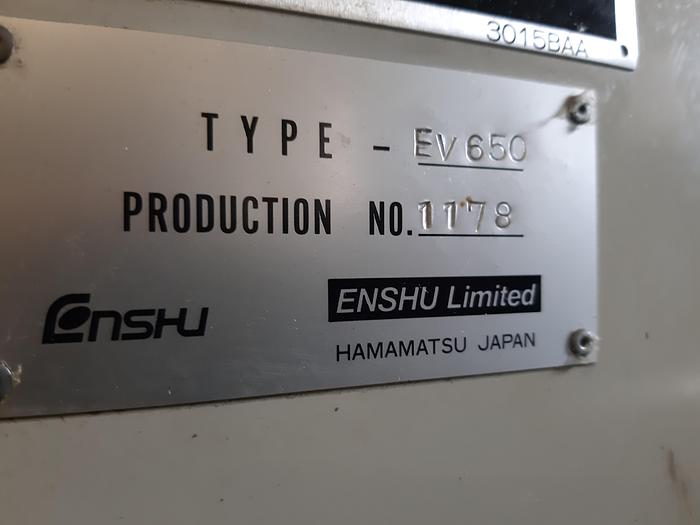 3015BAA
TYPE - EV650
PRODUCTION NO. 1178
ENSHU
ENSHU Limited
HAMAMATSU JAPAN